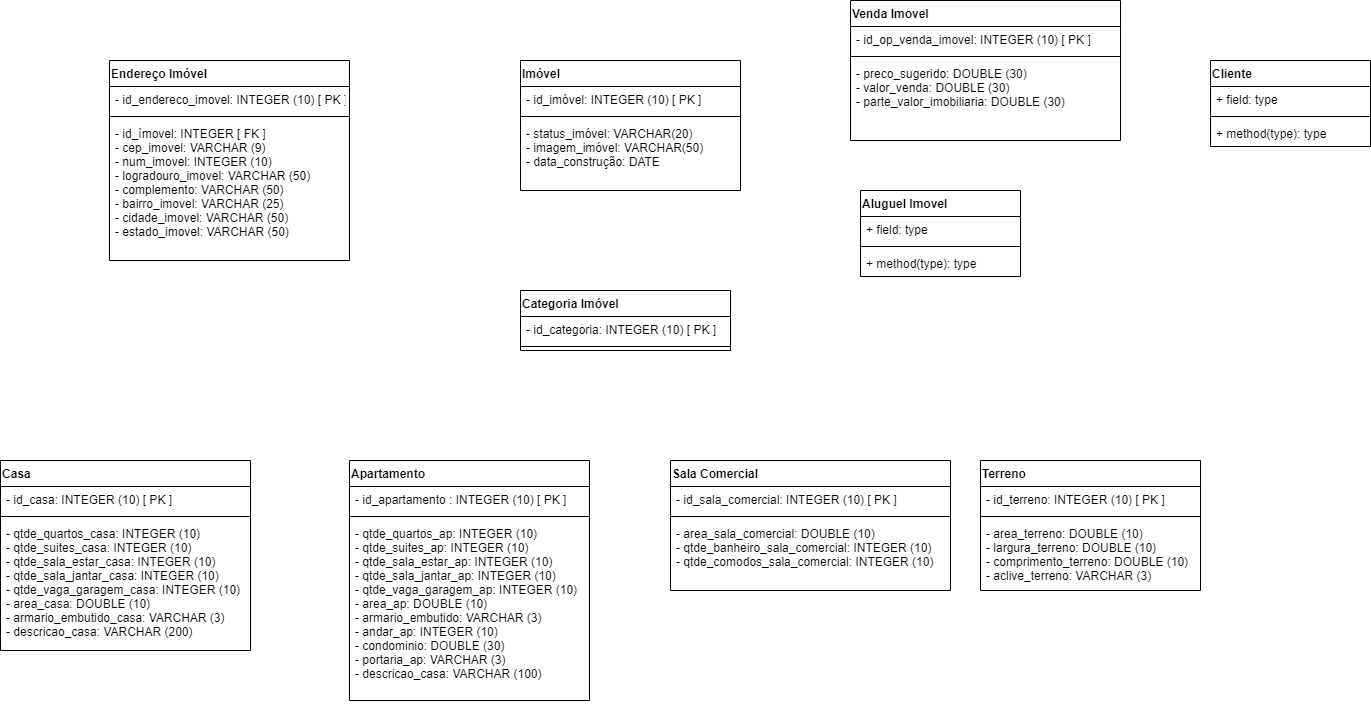 Endereço Imóvel
- id_endereco_imovel: INTEGER (10) [ PK ]
- id_imovel: INTEGER [ FK ]
- cep_imovel: VARCHAR (9)
- num_imovel: INTEGER (10)
- logradouro_imovel: VARCHAR (50)
- complemento: VARCHAR (50)
- bairro_imovel: VARCHAR (25)
- cidade_imovel: VARCHAR (50)
- estado_imovel: VARCHAR (50)
Imóvel
- id_imóvel: INTEGER (10) [ PK ]
- status_imóvel: VARCHAR(20)
- imagem_imóvel: VARCHAR(50)
- data_construção: DATE
Venda Imovel
- id_op_venda_imovel: INTEGER (10) [ PK ]
- preco_sugerido: DOUBLE (30)
- valor_venda: DOUBLE (30)
- parte_valor_imobiliaria: DOUBLE (30)
Cliente
+ field: type
+ method(type): type
Aluguel Imovel
+ field: type
+ method(type): type
Categoria Imóvel
- id_categoria: INTEGER (10) [ PK ]
Casa
- id_casa: INTEGER (10) [ PK ]
- qtde_quartos_casa: INTEGER (10)
- qtde_suites_casa: INTEGER (10)
- qtde_sala_estar_casa: INTEGER (10)
- qtde_sala_jantar_casa: INTEGER (10)
- qtde_vaga_garagem_casa: INTEGER (10)
- area_casa: DOUBLE (10)
- armario_embutido_casa: VARCHAR (3)
- descricao_casa: VARCHAR (200)
Apartamento
- id_apartamento : INTEGER (10) [ PK ]
- qtde_quartos_ap: INTEGER (10)
- qtde_suites_ap: INTEGER (10)
- qtde_sala_estar_ap: INTEGER (10)
- qtde_sala_jantar_ap: INTEGER (10)
- qtde_vaga_garagem_ap: INTEGER (10)
- area_ap: DOUBLE (10)
- armario_embutido: VARCHAR (3)
- andar_ap: INTEGER (10)
- condominio: DOUBLE (30)
- portaria_ap: VARCHAR (3)
- descricao_casa: VARCHAR (100)
Sala Comercial
- id_sala_comercial: INTEGER (10) [ PK ]
- area_sala_comercial: DOUBLE (10)
- qtde_banheiro_sala_comercial: INTEGER (10)
- qtde_comodos_sala_comercial: INTEGER (10)
Terreno
- id_terreno: INTEGER (10) [ PK ]
- area_terreno: DOUBLE (10)
- largura_terreno: DOUBLE (10)
- comprimento_terreno: DOUBLE (10)
- aclive_terreno: VARCHAR (3)